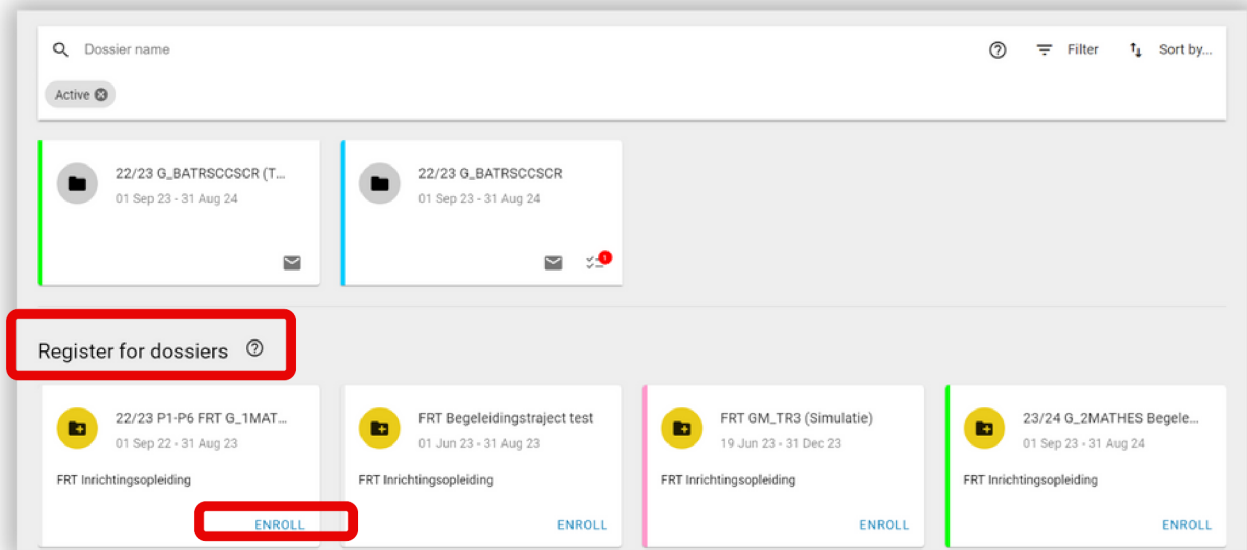 Dossier name
Filter
Sort by...
Active
22/23 G_BATRSCCSCR (T...
01 Sep 23 - 31 Aug 24
22/23 G_BATRSCCSCR
01 Sep 23 - 31 Aug 24
1
Register for dossiers
22/23 P1-P6 FRT G_1MAT...
01 Sep 22 - 31 Aug 23
FRT Inrichtingsopleiding
ENROLL
FRT Begeleidingstraject test
01 Jun 23 - 31 Aug 23
FRT Inrichtingsopleiding
ENROLL
FRT GM_TR3 (Simulatie)
19 Jun 23 - 31 Dec 23
FRT Inrichtingsopleiding
ENROLL
23/24 G_2MATHES Begele...
01 Sep 23 - 31 Aug 24
FRT Inrichtingsopleiding
ENROLL